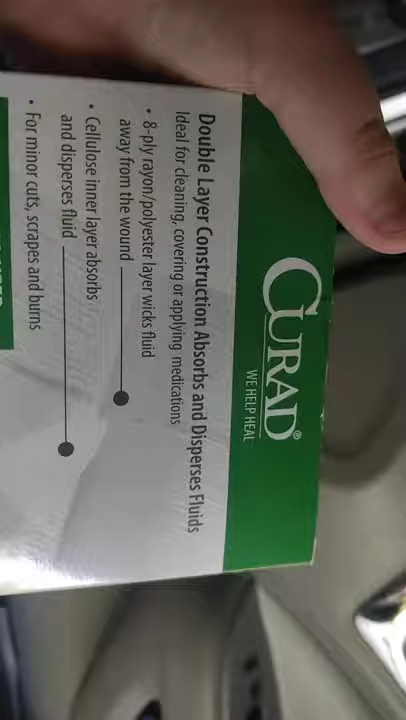 CURAD®
WE HELP HEAL
Double Layer Construction Absorbs and Disperses Fluids
Ideal for cleaning, covering or applying medications
• 8-ply rayon/polyester layer wicks fluid
away from the wound
• Cellulose inner layer absorbs
and disperses fluid
• For minor cuts, scrapes and burns